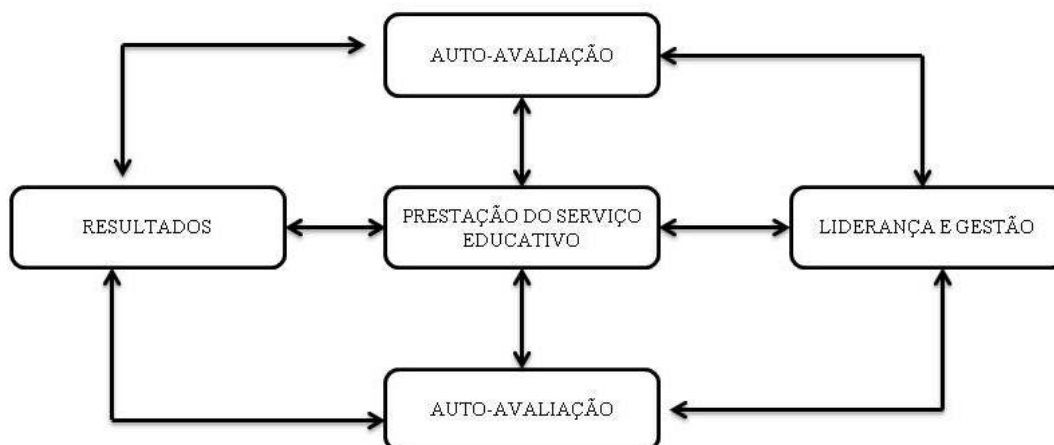 AUTO-AVALIAÇÃO
RESULTADOS
PRESTAÇÃO DO SERVIÇO
EDUCATIVO
LIDERANÇA E GESTÃO
AUTO-AVALIAÇÃO